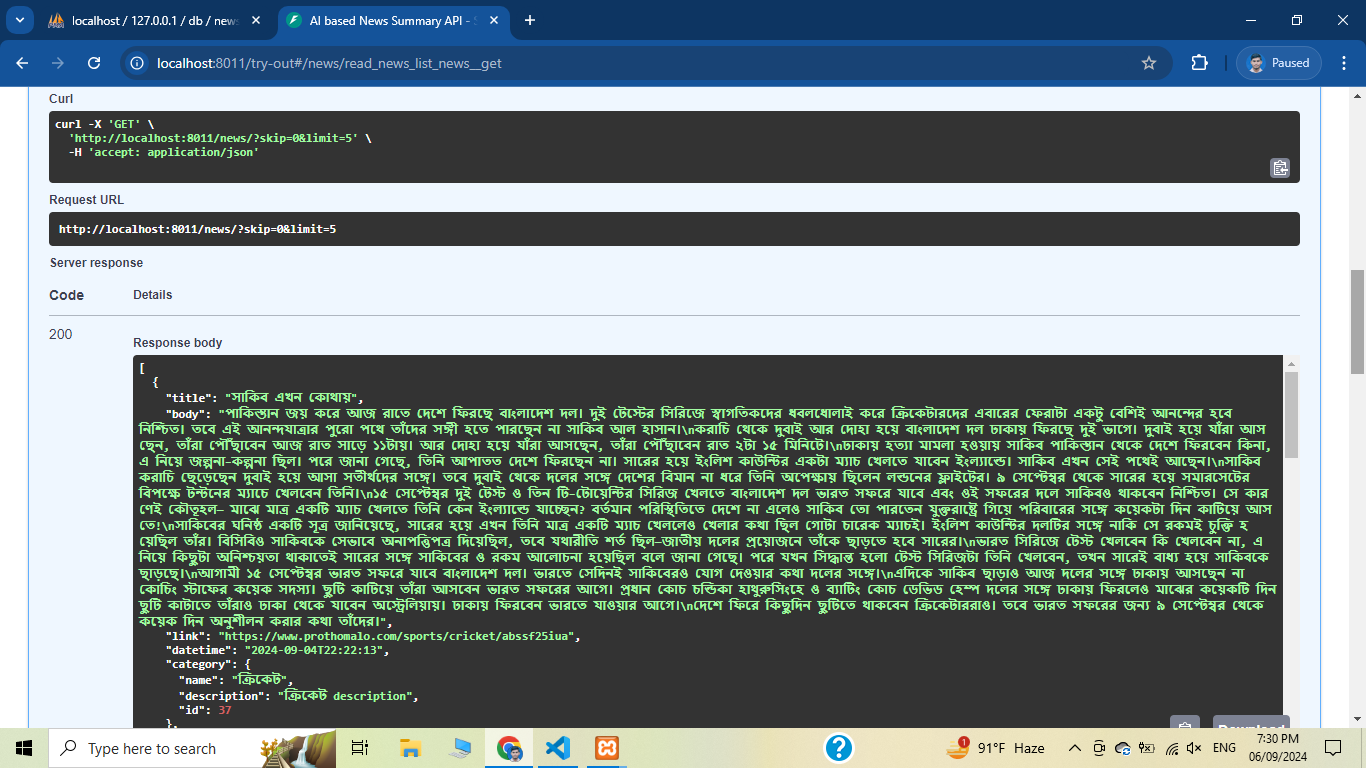 localhost / 127.0.0.1 / db / news
AI based News Summary API - S
localhost:8011/try-out#/news/read_news_list_news__get
Paused
Curl
curl -X 'GET' \
'http://localhost:8011/news/?skip=0&limit=5' \
-H 'accept: application/json'
Request URL
http://localhost:8011/news/?skip=0&limit=5
Server response
Code Details
200
Response body
[
{
"title": "সাকিব এখন কোথায়",
"body": "পাকিস্তান জয় করে আজ রাতে দেশে ফিরছে বাংলাদেশ দল। দুই টেস্টের সিরিজে স্বাগতিকদের ধবলধোলাই করে ক্রিকেটারদের এবারের ফেরাটা একটু বেশিই আনন্দের হবে
নিশ্চিত। তবে এই আনন্দযাত্রার পুরো পথে তাঁদের সঙ্গী হতে পারছেন না সাকিব আল হাসান।\nকরাচি থেকে দুবাই আর দোহা হয়ে বাংলাদেশ দল ঢাকায় ফিরছে দুই ভাগে। দুবাই হয়ে যাঁরা আস
ছেন, তাঁরা পৌঁছাবেন আজ রাত সাড়ে ১১টায়। আর দোহা হয়ে যাঁরা আসছেন, তাঁরা পৌঁছাবেন রাত ২টা ১৫ মিনিটে।\nঢাকায় হত্যা মামলা হওয়ায় সাকিব পাকিস্তান থেকে দেশে ফিরবেন কিনা,
এ নিয়ে জল্পনা–কল্পনা ছিল। পরে জানা গেছে, তিনি আপাতত দেশে ফিরছেন না। সারের হয়ে ইংলিশ কাউন্টির একটা ম্যাচ খেলতে যাবেন ইংল্যান্ডে। সাকিব এখন সেই পথেই আছেন।\nসাকিব
করাচি ছেড়েছেন দুবাই হয়ে আসা সতীর্থদের সঙ্গে। তবে দুবাই থেকে দলের সঙ্গে দেশের বিমান না ধরে তিনি অপেক্ষায় ছিলেন লন্ডনের ফ্লাইটের। ৯ সেপ্টেম্বর থেকে সারের হয়ে সমারসেটের
বিপক্ষে টন্টনের ম্যাচে খেলবেন তিনি।\n১৫ সেপ্টেম্বর দুই টেস্ট ও তিন টি–টোয়েন্টির সিরিজ খেলতে বাংলাদেশ দল ভারত সফরে যাবে এবং ওই সফরের দলে সাকিবও থাকবেন নিশ্চিত। সে কার
ণেই কৌতূহল– মাঝে মাত্র একটি ম্যাচ খেলতে তিনি কেন ইংল্যান্ডে যাচ্ছেন? বর্তমান পরিস্থিতিতে দেশে না এলেও সাকিব তো পারতেন যুক্তরাষ্ট্রে গিয়ে পরিবারের সঙ্গে কয়েকটা দিন কাটিয়ে আস
তে!\nসাকিবের ঘনিষ্ঠ একটি সূত্র জানিয়েছে, সারের হয়ে এখন তিনি মাত্র একটি ম্যাচ খেললেও খেলার কথা ছিল গোটা চারেক ম্যাচই। ইংলিশ কাউন্টির দলটির সঙ্গে নাকি সে রকমই চুক্তি হ
য়েছিল তাঁর। বিসিবিও সাকিবকে সেভাবে অনাপত্তিপত্র দিয়েছিল, তবে যথারীতি শর্ত ছিল–জাতীয় দলের প্রয়োজনে তাঁকে ছাড়তে হবে সারের।\nভারত সিরিজে টেস্ট খেলবেন কি খেলবেন না, এ
নিয়ে কিছুটা অনিশ্চয়তা থাকাতেই সারের সঙ্গে সাকিবের ও রকম আলোচনা হয়েছিল বলে জানা গেছে। পরে যখন সিদ্ধান্ত হলো টেস্ট সিরিজটা তিনি খেলবেন, তখন সারেই বাধ্য হয়ে সাকিবকে
ছাড়ছে।\nআগামী ১৫ সেপ্টেম্বর ভারত সফরে যাবে বাংলাদেশ দল। ভারতে সেদিনই সাকিবেরও যোগ দেওয়ার কথা দলের সঙ্গে।\nএদিকে সাকিব ছাড়াও আজ দলের সঙ্গে ঢাকায় আসছেন না
কোচিং স্টাফের কয়েক সদস্য। ছুটি কাটিয়ে তাঁরা আসবেন ভারত সফরের আগে। প্রধান কোচ চন্ডিকা হাথুরুসিংহে ও ব্যাটিং কোচ ডেভিড হেম্প দলের সঙ্গে ঢাকায় ফিরলেও মাঝের কয়েকটি দিন
ছুটি কাটাতে তাঁরাও ঢাকা থেকে যাবেন অস্ট্রেলিয়ায়। ঢাকায় ফিরবেন ভারতে যাওয়ার আগে।\nদেশে ফিরে কিছুদিন ছুটিতে থাকবেন ক্রিকেটাররাও। তবে ভারত সফরের জন্য ৯ সেপ্টেম্বর থেকে
কয়েক দিন অনুশীলন করার কথা তাঁদের।",
"link": "https://www.prothomalo.com/sports/cricket/abssf25iua",
"datetime": "2024-09-04T22:22:13",
"category": {
"name": "ক্রিকেট",
"description": "ক্রিকেট description",
"id": 37
},
Download
Type here to search
1
91°F Haze
ENG
7:30 PM
06/09/2024